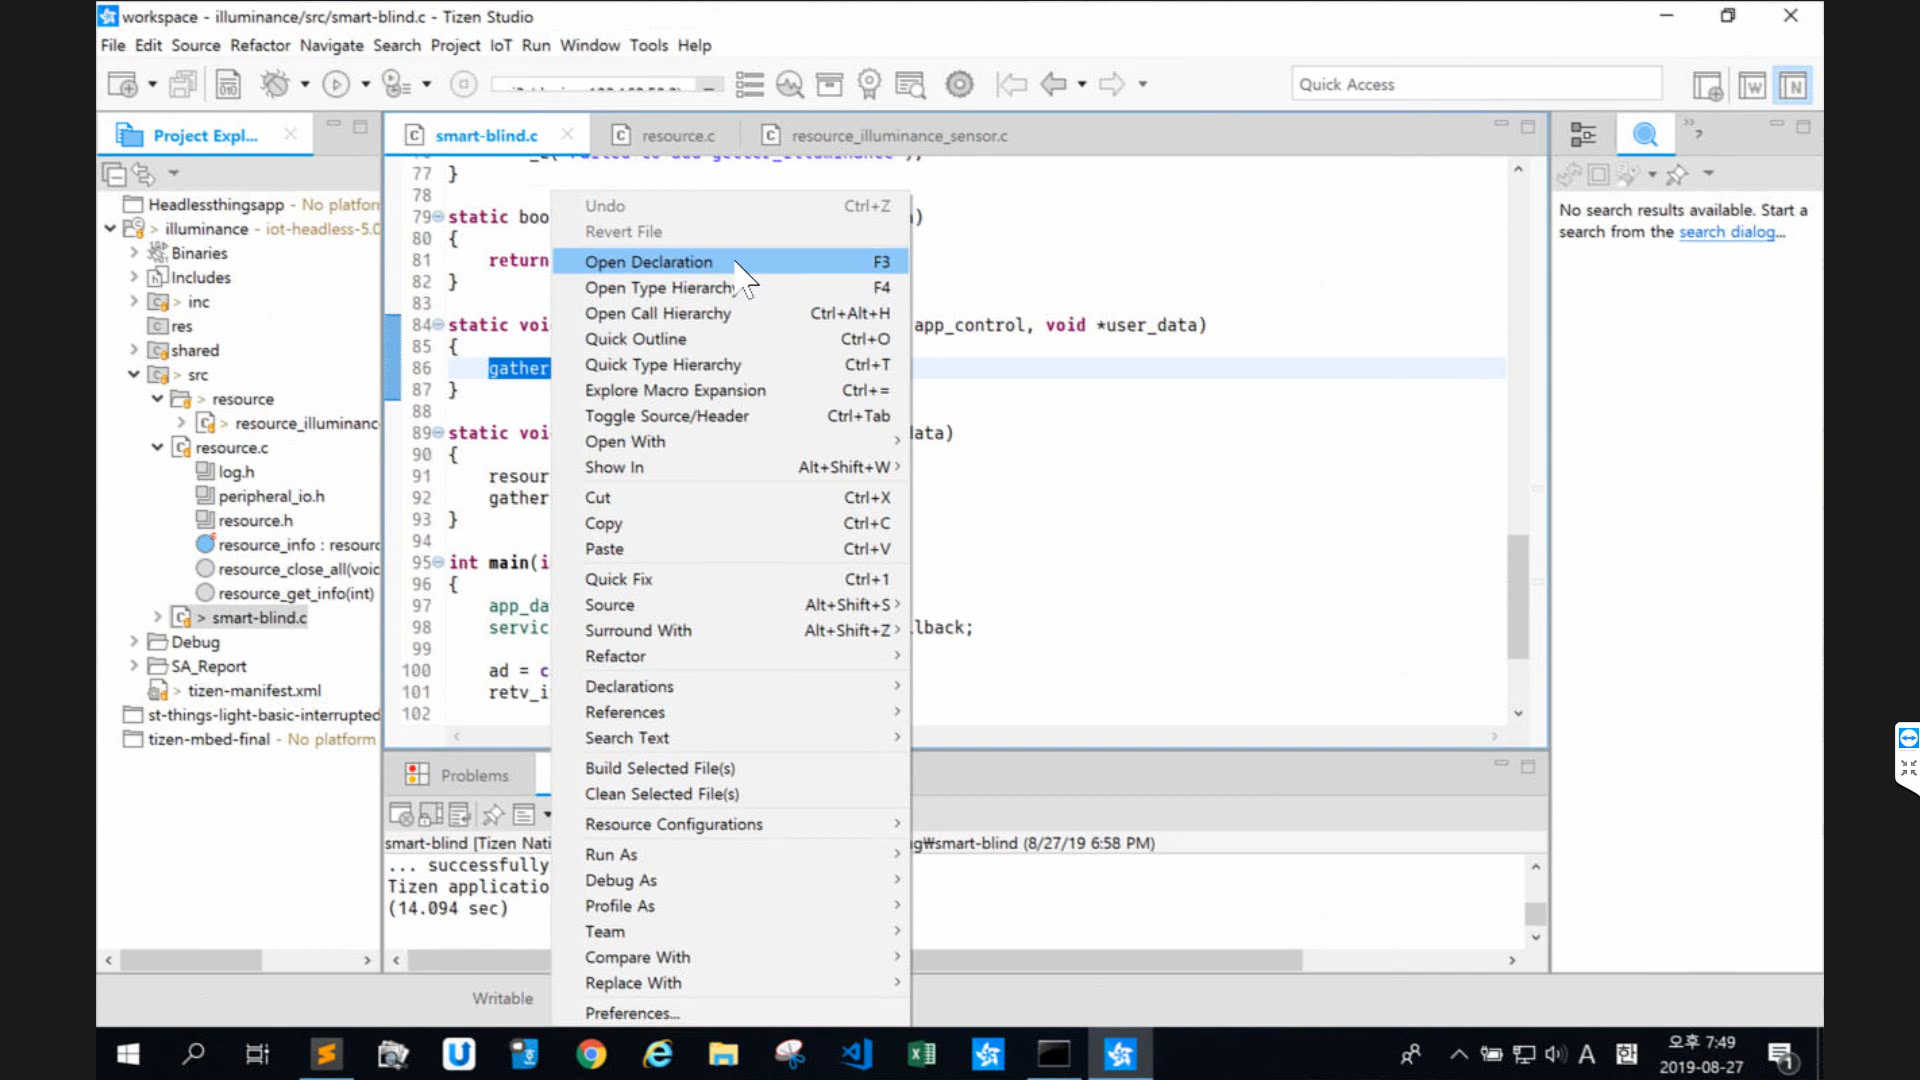 workspace - illuminance/src/smart-blind.c - Tizen Studio
File Edit Source Refactor Navigate Search Project IoT Run Window Tools Help
Quick Access
Project Expl...
smart-blind.c
resource.c
resource_illuminance_sensor.c
Headlessthingsapp - No platforr
illuminance - iot-headless-5.0
Binaries
Includes
> inc
res
shared
> src
> resource
> resource_illuminanc
resource.c
log.h
peripheral_io.h
resource.h
resource_info : resourc
resource_close_all(voic
resource_get_info(int)
> smart-blind.c
Debug
SA_Report
> tizen-manifest.xml
st-things-light-basic-interrupted
tizen-mbed-final - No platform
77 }
78
79 static boo
80 {
81 return
82 }
83
84 static voi app_control, void *user_data)
85 {
86 gather
87 }
88
89 static voi data)
90 {
91 resour
92 gather
93 }
94
95 int main(i
96 {
97 app_da
98 servic lback;
99
100 ad = c
101 retv_i
102
Undo Ctrl+Z
Revert File
Open Declaration F3
Open Type Hierarchy F4
Open Call Hierarchy Ctrl+Alt+H
Quick Outline Ctrl+O
Quick Type Hierarchy Ctrl+T
Explore Macro Expansion Ctrl+=
Toggle Source/Header Ctrl+Tab
Open With
Show In Alt+Shift+W
Cut Ctrl+X
Copy Ctrl+C
Paste Ctrl+V
Quick Fix Ctrl+1
Source Alt+Shift+S
Surround With Alt+Shift+Z
Refactor
Declarations
References
Search Text
Build Selected File(s)
Clean Selected File(s)
Resource Configurations
Run As
Debug As
Profile As
Team
Compare With
Replace With
Preferences...
No search results available. Start a
search from the search dialog...
Problems
smart-blind [Tizen Nati g₩smart-blind (8/27/19 6:58 PM)
... successfully
Tizen applicatio
(14.094 sec)
Writable
A 한
오후 7:49
2019-08-27
1